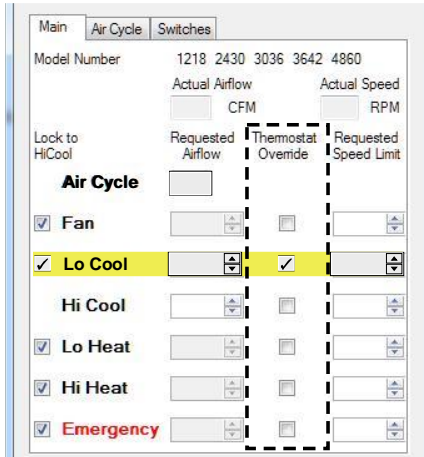 Main Air Cycle Switches
Model Number 1218 2430 3036 3642 4860
Actual Airflow Actual Speed
CFM RPM
Lock to Requested Thermostat Requested
HiCool Airflow Override Speed Limit
Air Cycle
Fan
Lo Cool
Hi Cool
Lo Heat
Hi Heat
Emergency